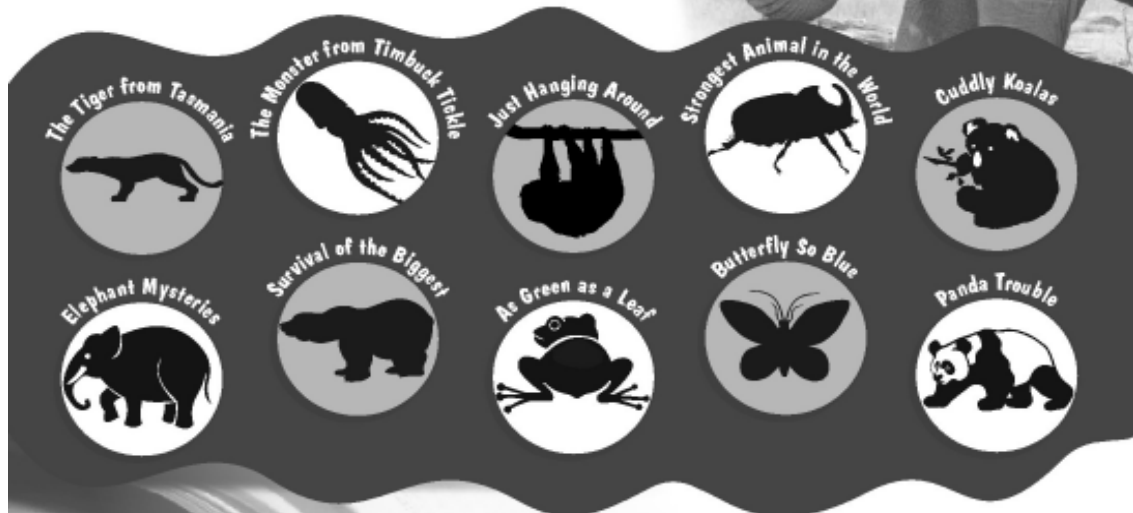 The Tiger from Tasmania
The Monster from Timbuck Tickle
Just Hanging Around
Strongest Animal in the World
Cuddly Koalas
Elephant Mysteries
Survival of the Biggest
As Green as a Leaf
Butterfly So Blue
Panda Trouble